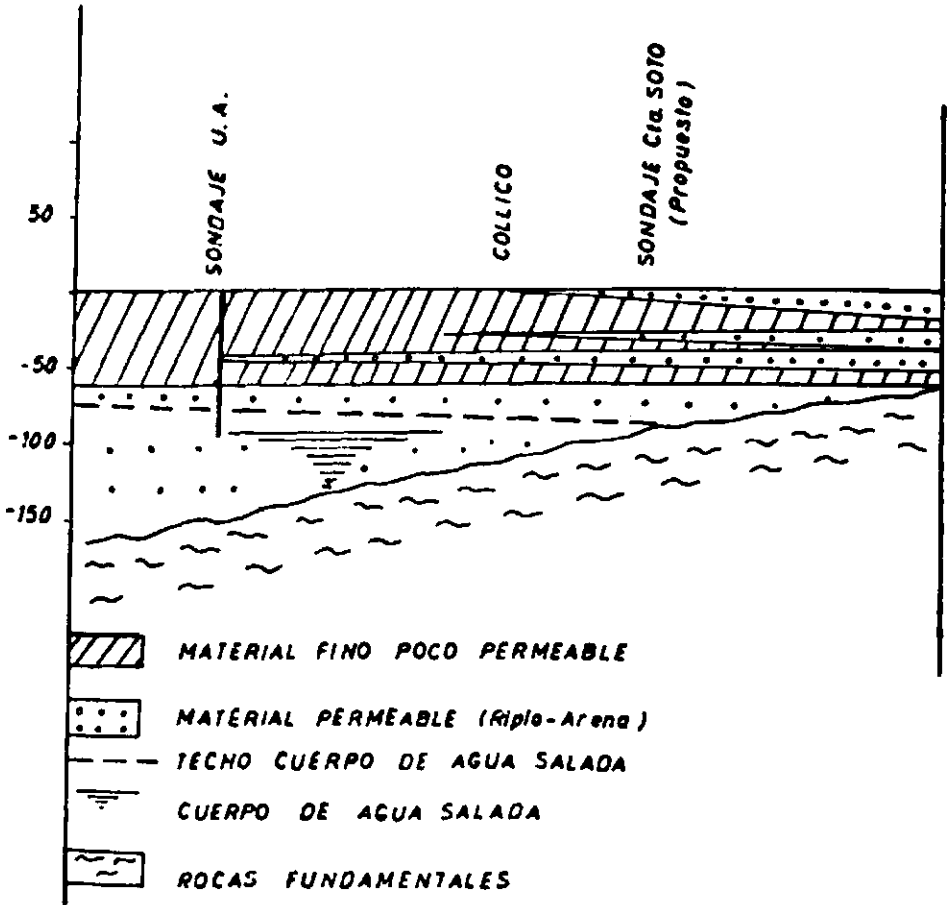 SONDAJE U.A.
COLLICO
SONDAJE Cia SOTO
(Propuesto)
50
-50
-100
-150
MATERIAL FINO POCO PERMEABLE
MATERIAL PERMEABLE (Ripio-Arena)
TECHO CUERPO DE AGUA SALADA
CUERPO DE AGUA SALADA
ROCAS FUNDAMENTALES